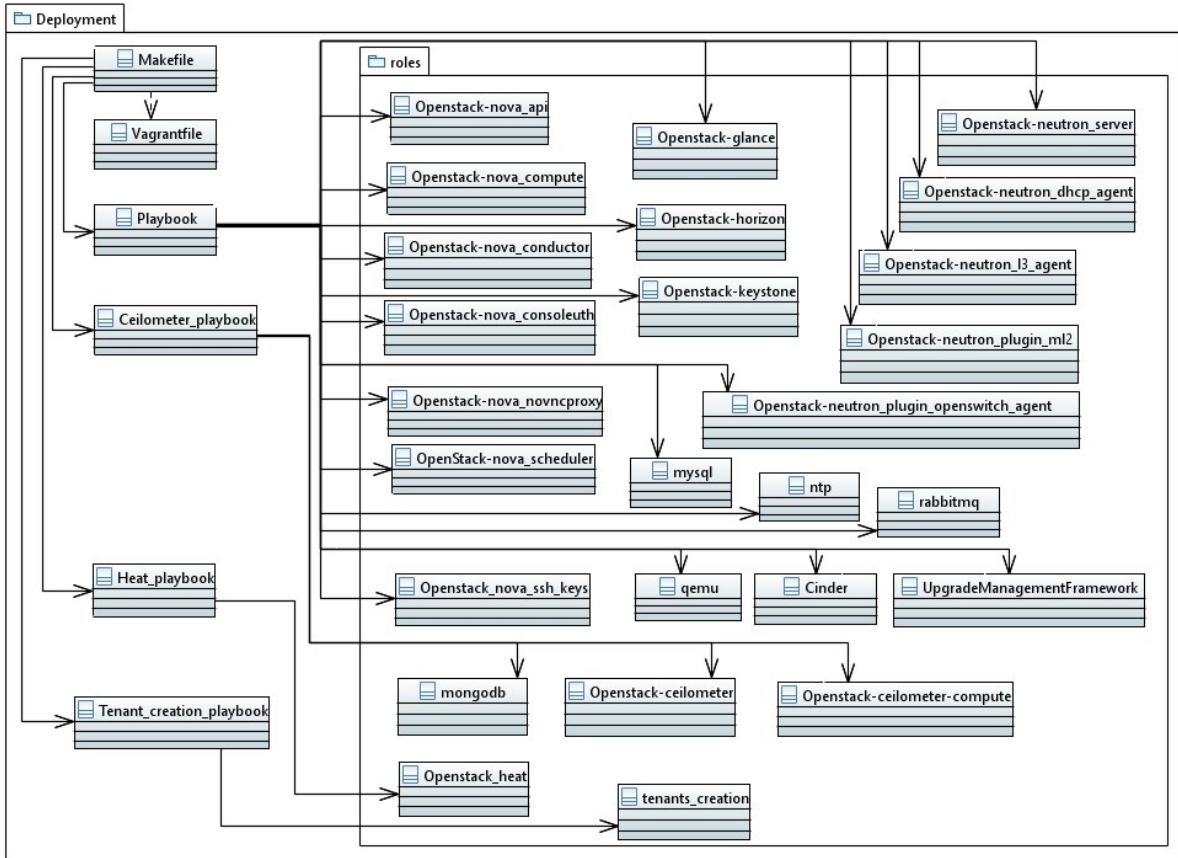 Deployment
Makefile
roles
Openstack-nova_api
Openstack-glance
Openstack-neutron_server
Vagrantfile
Openstack-nova_compute
Openstack-neutron_dhcp_agent
Playbook
Openstack-horizon
Openstack-nova_conductor
Openstack-neutron_l3_agent
Openstack-keystone
Ceilometer_playbook
Openstack-nova_consoleuth
Openstack-neutron_plugin_ml2
Openstack-nova_novncproxy
Openstack-neutron_plugin_openswitch_agent
OpenStack-nova_scheduler
mysql
ntp
rabbitmq
Heat_playbook
Openstack_nova_ssh_keys
qemu
Cinder
UpgradeManagementFramework
mongodb
Openstack-ceilometer
Openstack-ceilometer-compute
Tenant_creation_playbook
Openstack_heat
tenants_creation